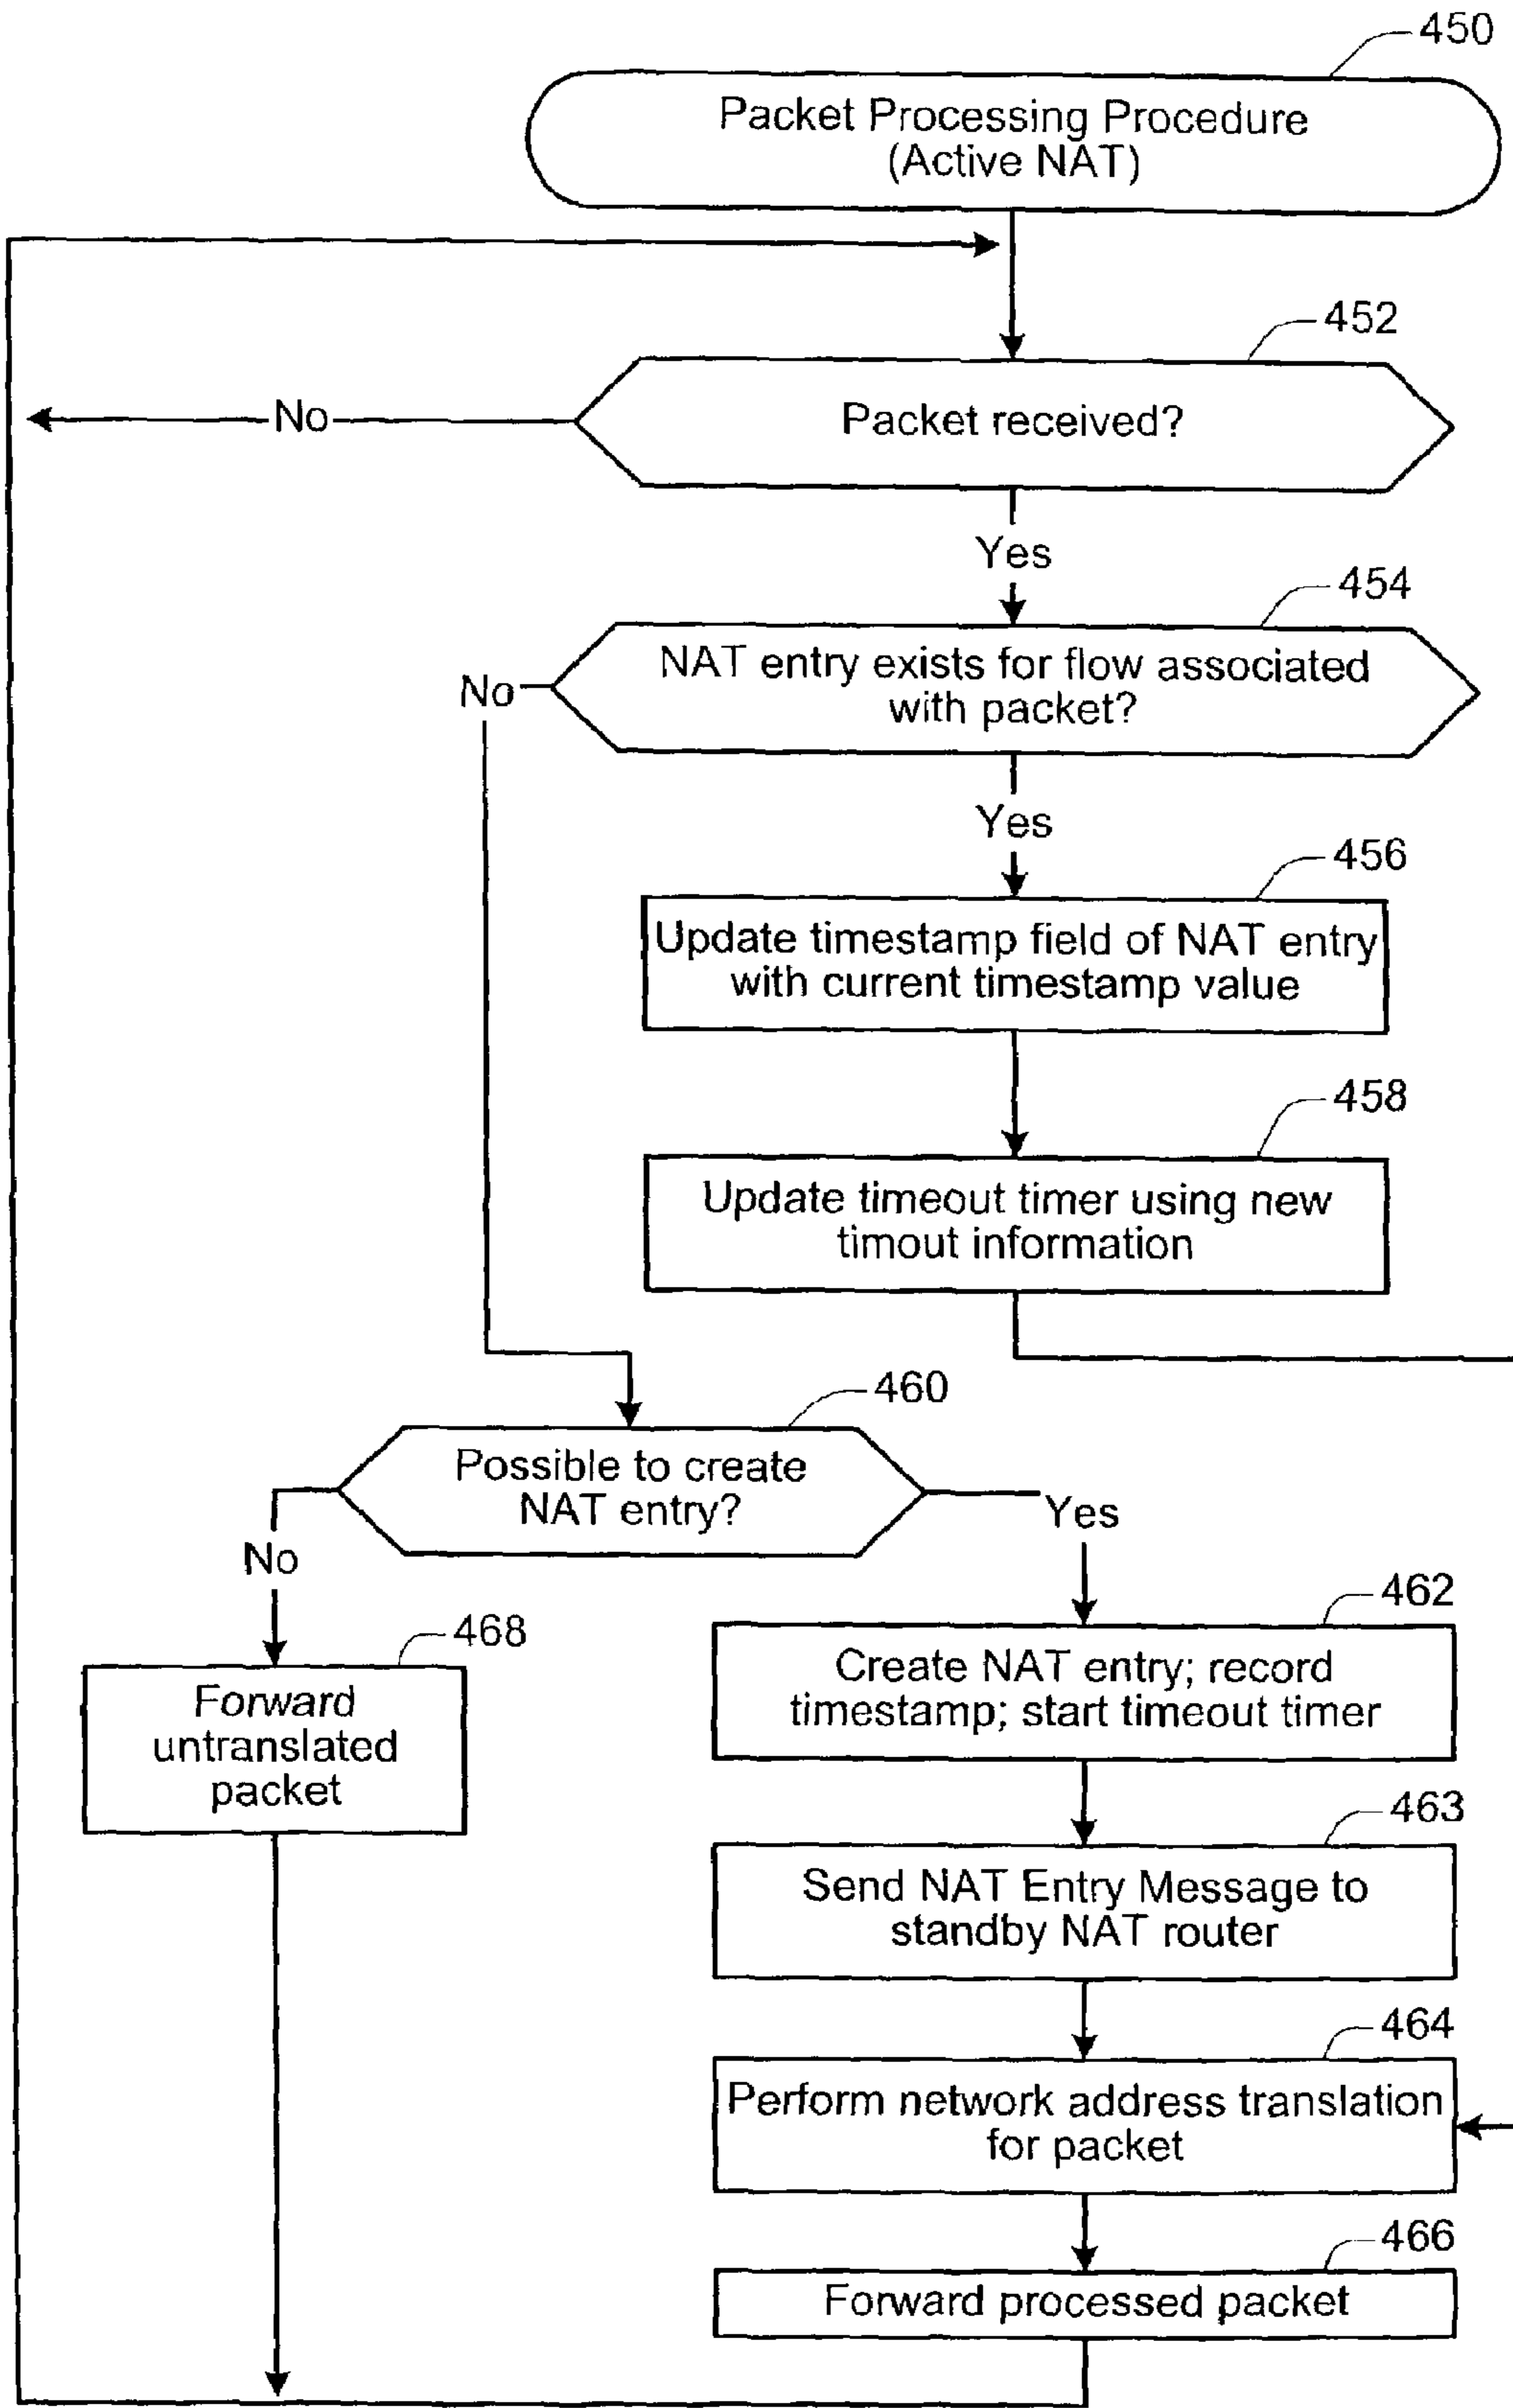 450
Packet Processing Procedure
(Active NAT)
452
Packet received?
No
Yes
454
NAT entry exists for flow associated
with packet?
No
Yes
456
Update timestamp field of NAT entry
with current timestamp value
458
Update timeout timer using new
timout information
460
Possible to create
NAT entry?
No
Yes
462
Create NAT entry; record
timestamp; start timeout timer
468
Forward
untranslated
packet
463
Send NAT Entry Message to
standby NAT router
464
Perform network address translation
for packet
466
Forward processed packet